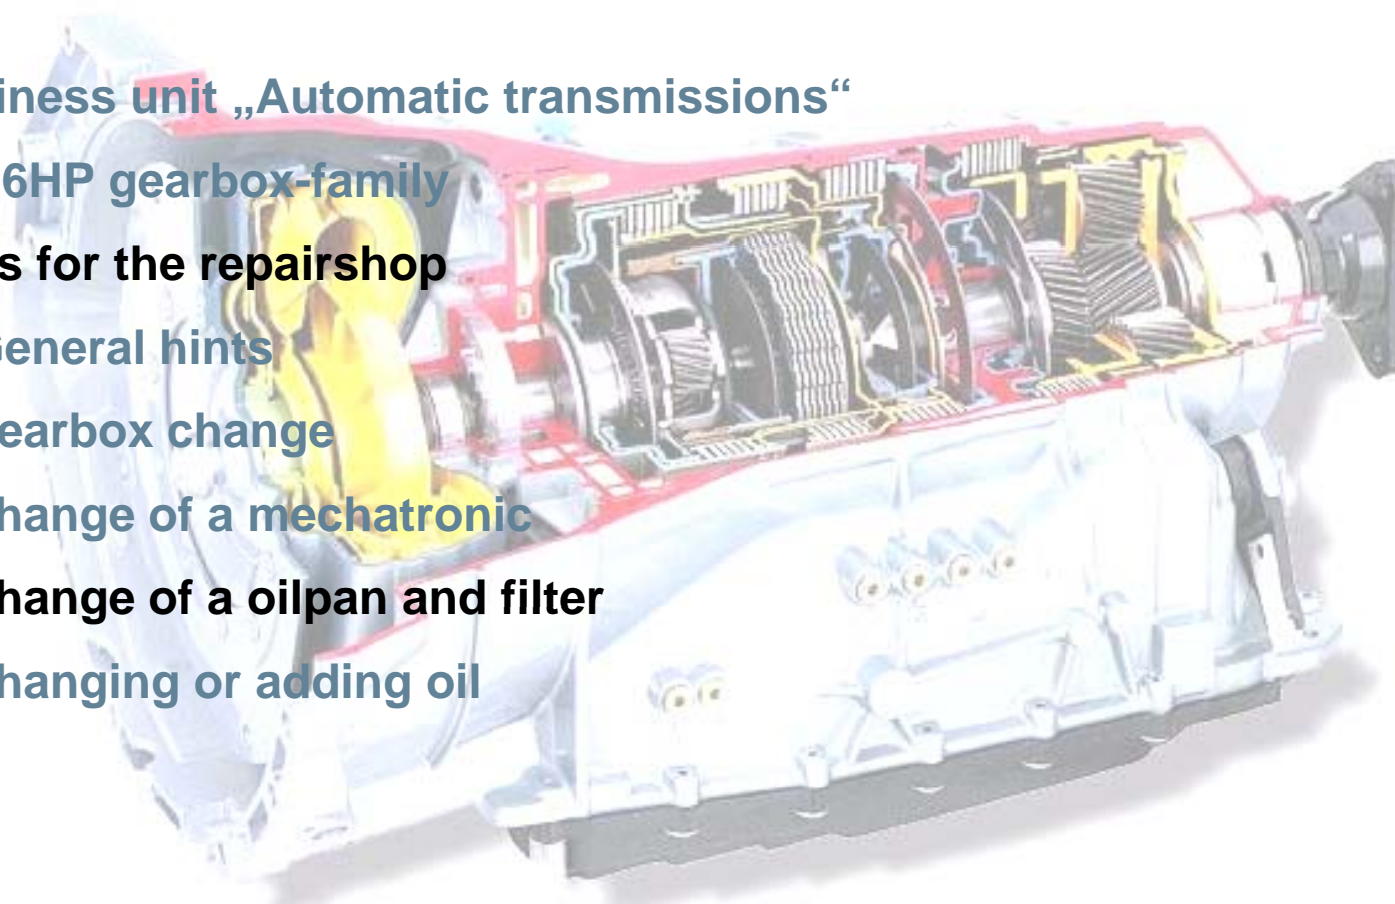 iness unit „Automatic transmissions“
6HP gearbox-family
s for the repairshop
eneral hints
earbox change
hange of a mechatronic
hange of a oilpan and filter
hanging or adding oil